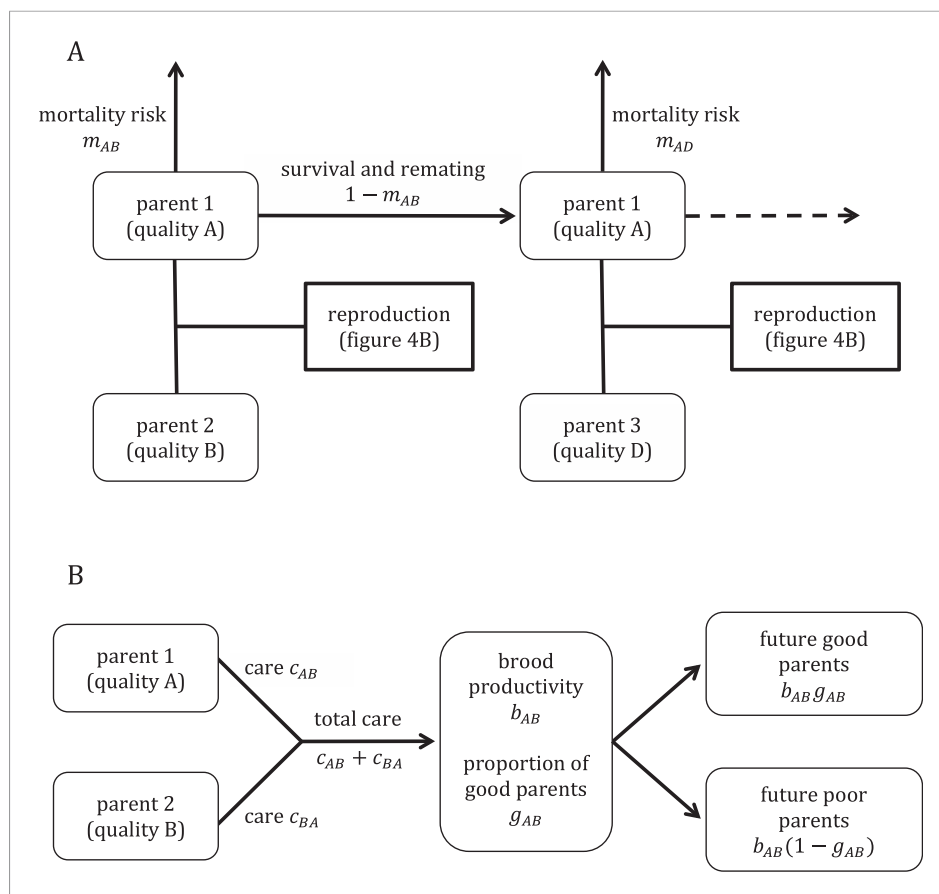 A
mortality risk
m_AB
mortality risk
m_AD
survival and remating
1 − m_AB
parent 1
(quality A)
parent 1
(quality A)
reproduction
(figure 4B)
reproduction
(figure 4B)
parent 2
(quality B)
parent 3
(quality D)
B
parent 1
(quality A)
care c_AB
total care
c_AB + c_BA
parent 2
(quality B)
care c_BA
brood
productivity
b_AB
proportion of
good parents
g_AB
future good
parents
b_AB g_AB
future poor
parents
b_AB(1 − g_AB)